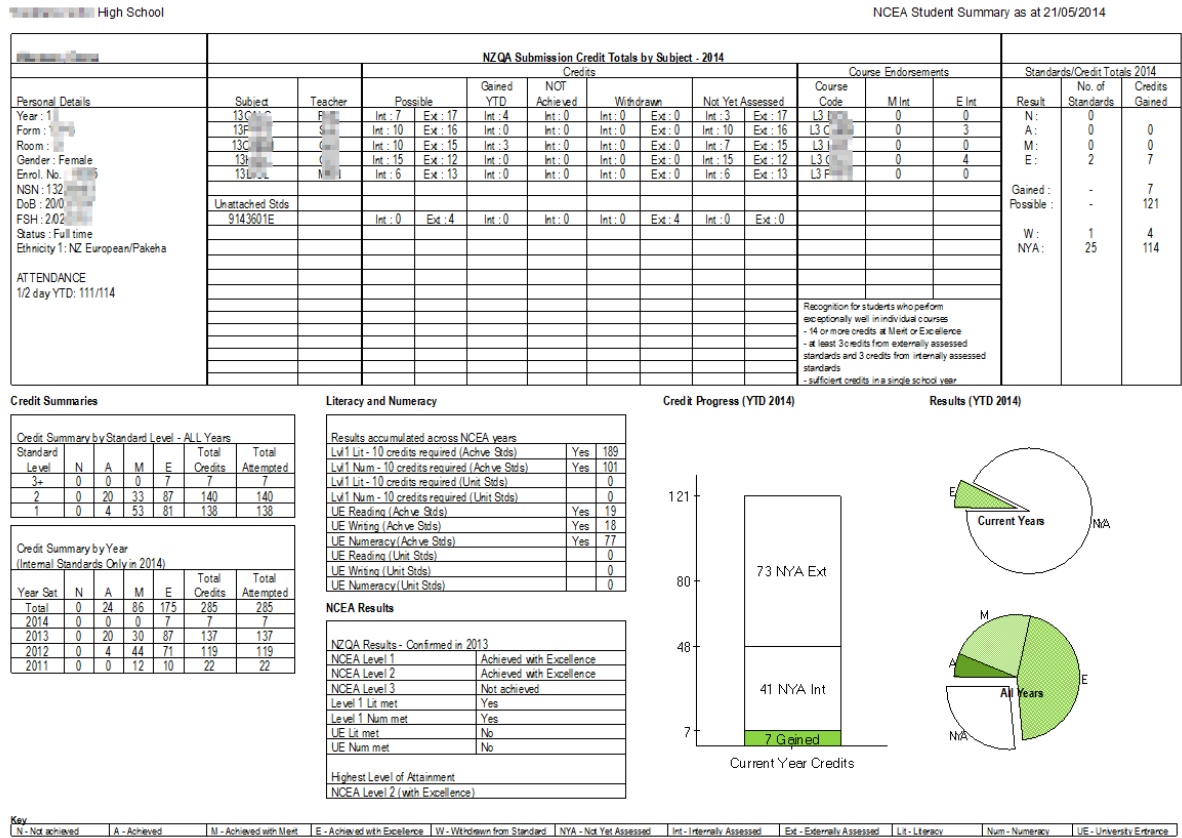 High School
NCEA Student Summary as at 21/05/2014
NZQA Submission Credit Totals by Subject - 2014
Credits Course Endorsements Standards/Credit Totals 2014
Gained NOT Course No. of Credits
Personal Details Subject Teacher Possible YTD Achieved Withdrawn Not Yet Assessed Code M Int E Int Result Standards Gained
Year : 1 Int : 7 Ext : 17 Int : 4 Int : 0 Int : 0 Ext : 0 Int : 3 Ext : 17 L3 0 0 N : 0
Form : Int : 10 Ext : 16 Int : 0 Int : 0 Int : 0 Ext : 0 Int : 10 Ext : 16 L3 0 3 A : 0 0
Room : Int : 10 Ext : 15 Int : 3 Int : 0 Int : 0 Ext : 0 Int : 7 Ext : 15 L3 0 0 M : 0 0
Gender : Female Int : 15 Ext : 12 Int : 0 Int : 0 Int : 0 Ext : 0 Int : 15 Ext : 12 L3 0 4 E : 2 7
Enrol. No. Int : 6 Ext : 13 Int : 0 Int : 0 Int : 0 Ext : 0 Int : 6 Ext : 13 L3 0 0
NSN : 132
Gained : - 7
DoB : 20/0 Unattached Stds Possible : - 121
FSH : 2/02 9143601E Int : 0 Ext : 4 Int : 0 Int : 0 Int : 0 Ext : 4 Int : 0 Ext : 0
Status : Full time W : 1 4
Ethnicity 1 : NZ European/Pakeha NYA : 25 114
ATTENDANCE
1/2 day YTD: 111/114
Recognition for students who perform
exceptionally well in individual courses
- 14 or more credits at Merit or Excellence
- at least 3 credits from externally assessed
standards and 3 credits from internally assessed
standards
- sufficient credits in a single school year
Credit Summaries
Credit Summary by Standard Level - ALL Years
Standard Total Total
Level N A M E Credits Attempted
3+ 0 0 0 7 7 7
2 0 20 33 87 140 140
1 0 4 53 81 138 138
Credit Summary by Year
(Internal Standards Only in 2014)
Total Total
Year Sat N A M E Credits Attempted
Total 0 24 86 175 285 285
2014 0 0 0 7 7 7
2013 0 20 30 87 137 137
2012 0 4 44 71 119 119
2011 0 0 12 10 22 22
Literacy and Numeracy
Results accumulated across NCEA years
Lvl1 Lit - 10 credits required (Achve Stds) Yes 189
Lvl1 Num - 10 credits required (Achve Stds) Yes 101
Lvl1 Lit - 10 credits required (Unit Stds) 0
Lvl1 Num - 10 credits required (Unit Stds) 0
UE Reading (Achve Stds) Yes 19
UE Writing (Achve Stds) Yes 18
UE Numeracy (Achve Stds) Yes 77
UE Reading (Unit Stds) 0
UE Writing (Unit Stds) 0
UE Numeracy (Unit Stds) 0
NCEA Results
NZQA Results - Confirmed in 2013
NCEA Level 1 Achieved with Excellence
NCEA Level 2 Achieved with Excellence
NCEA Level 3 Not achieved
Level 1 Lit met Yes
Level 1 Num met Yes
UE Lit met No
UE Num met No
Highest Level of Attainment
NCEA Level 2 (with Excellence)
Credit Progress (YTD 2014)
121
80
48
7
73 NYA Ext
41 NYA Int
7 Gained
Current Year Credits
Results (YTD 2014)
E
Current Years
NYA
M
A
E
All Years
NYA
Key
N - Not achieved A - Achieved M - Achieved with Merit E - Achieved with Excellence W - Withdrawn from Standard NYA - Not Yet Assessed Int - Internally Assessed Ext - Externally Assessed Lit - Literacy Num - Numeracy UE - University Entrance